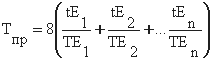 Tпр = 8(tE₁/TE₁ + tE₂/TE₂ + ...tEₙ/TEₙ)